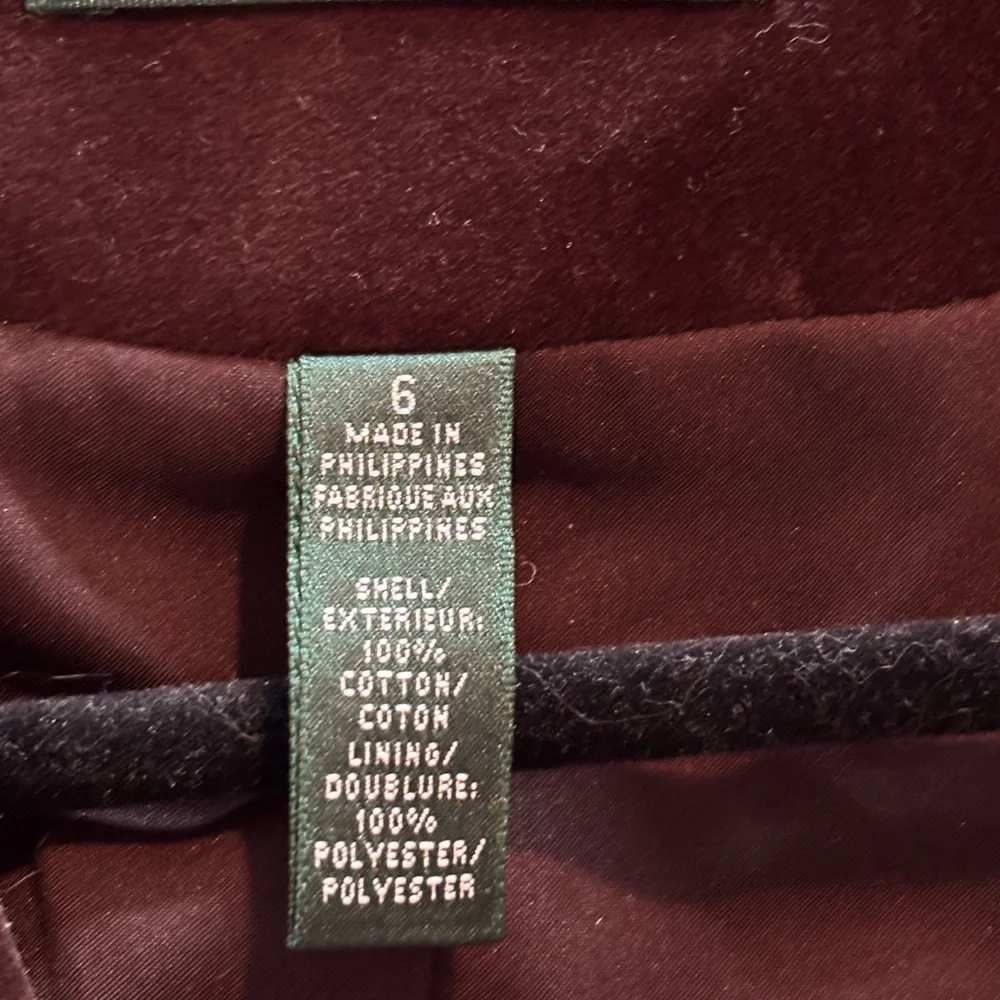 6
MADE IN
PHILIPPINES
FABRIQUE AUX
PHILIPPINES
SHELL/
EXTERIEUR:
100%
COTTON/
COTON
LINING/
DOUBLURE:
100%
POLYESTER/
POLYESTER